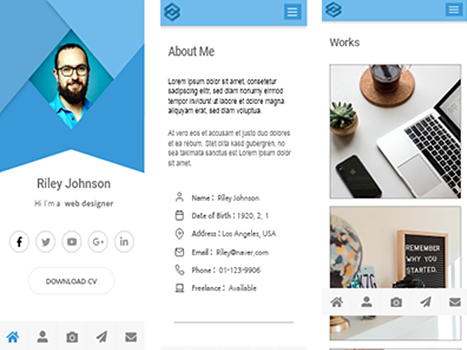 Riley Johnson
Hi I'm a web designer
DOWNLOAD CV
About Me
Lorem ipsum dolor sit amet, consetetur
sadipscing elitr, sed diam nonumy eirmod
tempor invidunt ut labore et dolore magna
aliquyam erat, sed diam voluptua.
At vero eos et accusam et justo duo dolores
et ea rebum. Stet clita kasd gubergren, no
sea takimata sanctus est Lorem ipsum dolor
sit amet.
Name : Riley Johnson
Date of Birth : 1920, 2, 1
Address : Los Angeles, USA
Email : Riley@naver.com
Phone : 01-123-9906
Freelance : Available
Works
REMEMBER
WHY YOU
STARTED.